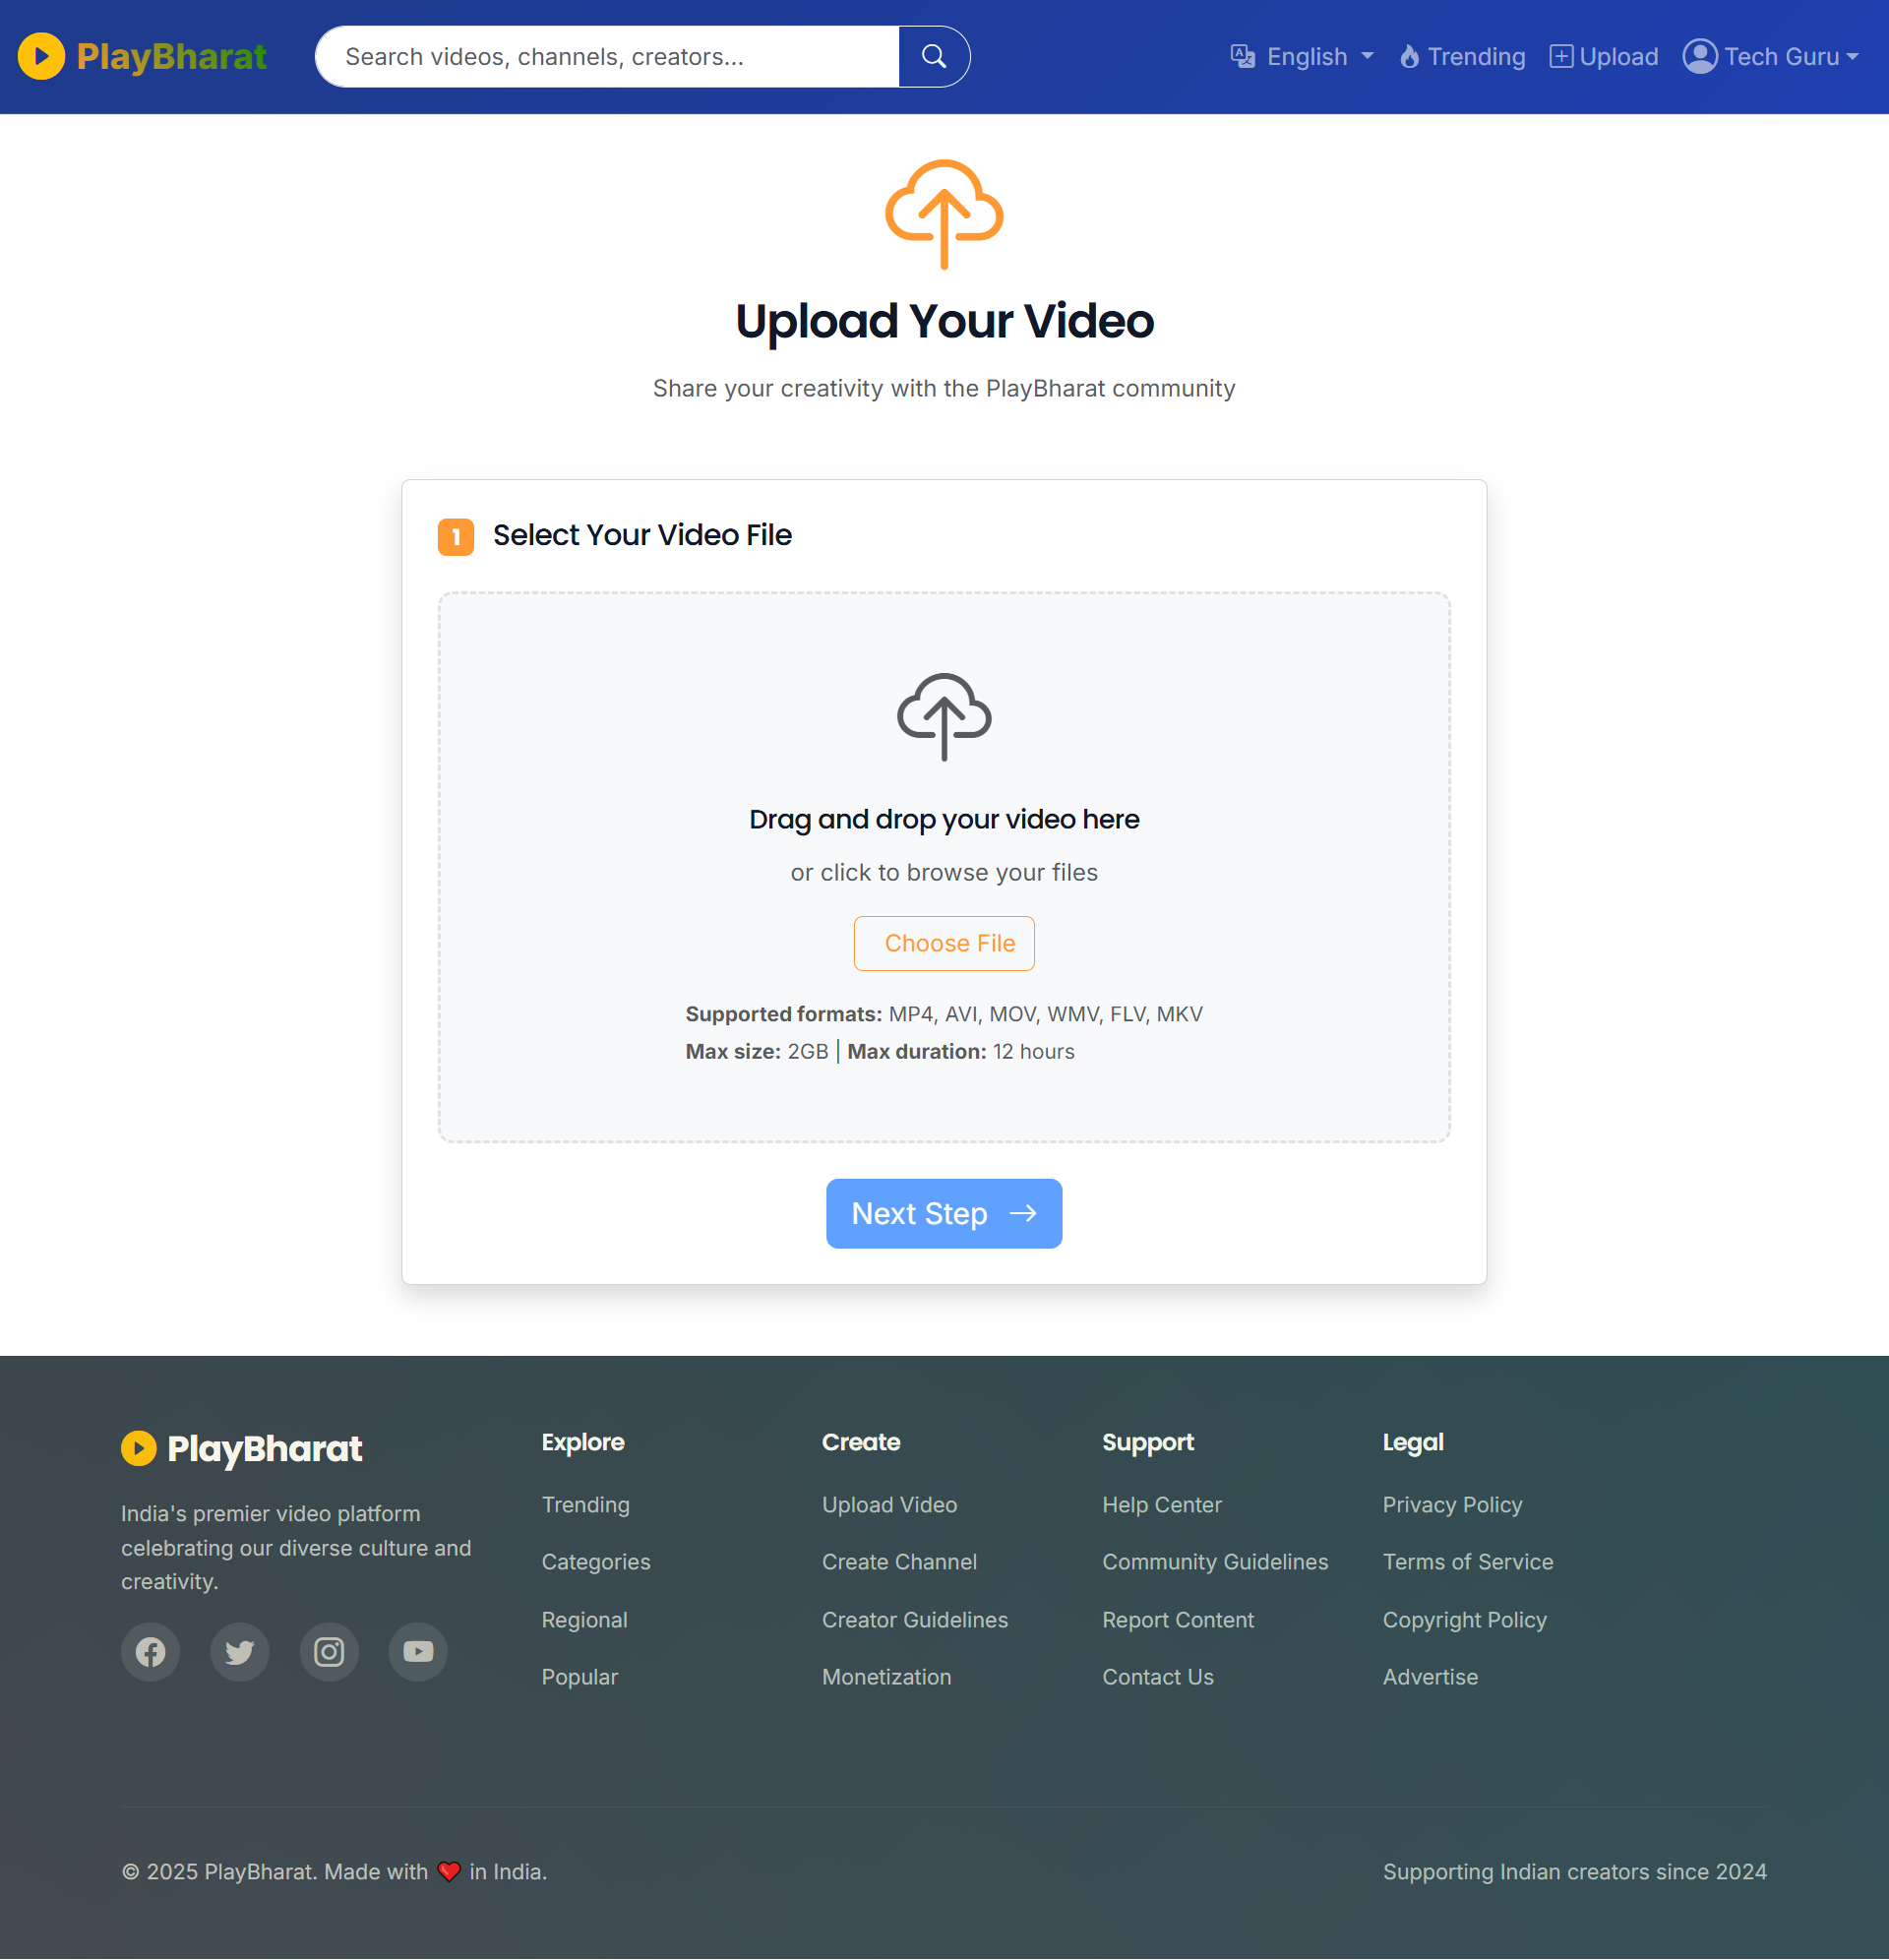 PlayBharat
Search videos, channels, creators...
English
Trending
Upload
Tech Guru
Upload Your Video
Share your creativity with the PlayBharat community
1 Select Your Video File
Drag and drop your video here
or click to browse your files
Choose File
Supported formats: MP4, AVI, MOV, WMV, FLV, MKV
Max size: 2GB | Max duration: 12 hours
Next Step
PlayBharat
India's premier video platform
celebrating our diverse culture and
creativity.
Explore
Trending
Categories
Regional
Popular
Create
Upload Video
Create Channel
Creator Guidelines
Monetization
Support
Help Center
Community Guidelines
Report Content
Contact Us
Legal
Privacy Policy
Terms of Service
Copyright Policy
Advertise
© 2025 PlayBharat. Made with ❤️ in India.
Supporting Indian creators since 2024